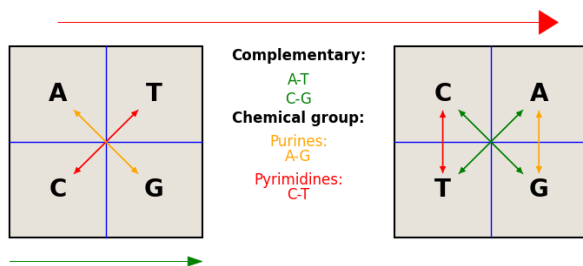 A T
C G
Complementary:
A-T
C-G
Chemical group:
Purines:
A-G
Pyrimidines:
C-T
C A
T G